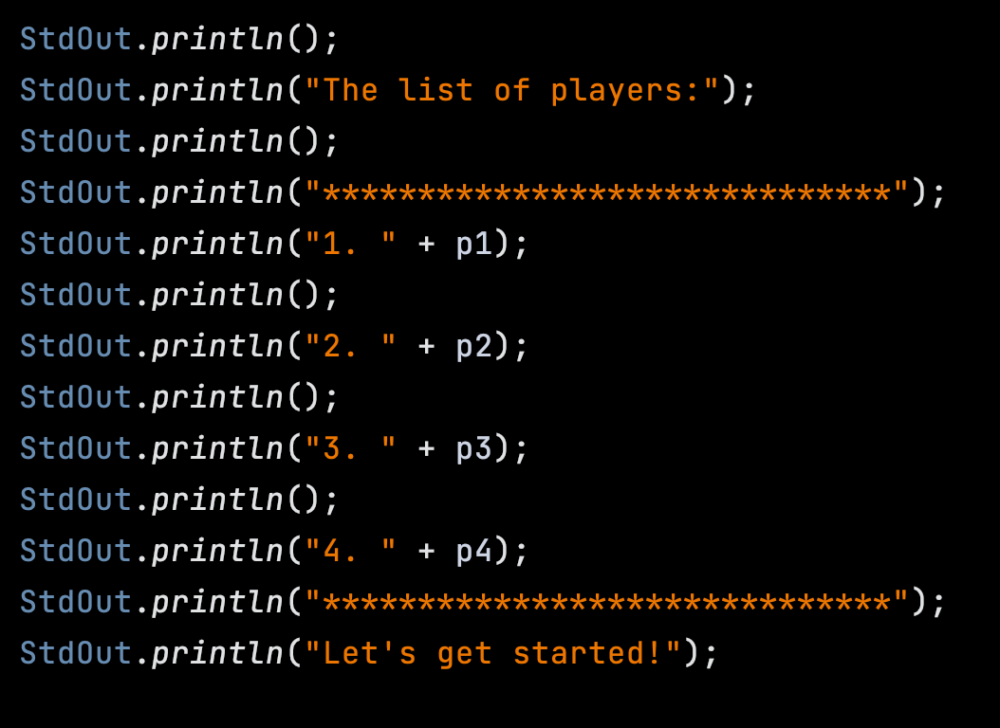 StdOut.println();
StdOut.println("The list of players:");
StdOut.println();
StdOut.println("******************************");
StdOut.println("1. " + p1);
StdOut.println();
StdOut.println("2. " + p2);
StdOut.println();
StdOut.println("3. " + p3);
StdOut.println();
StdOut.println("4. " + p4);
StdOut.println("******************************");
StdOut.println("Let's get started!");